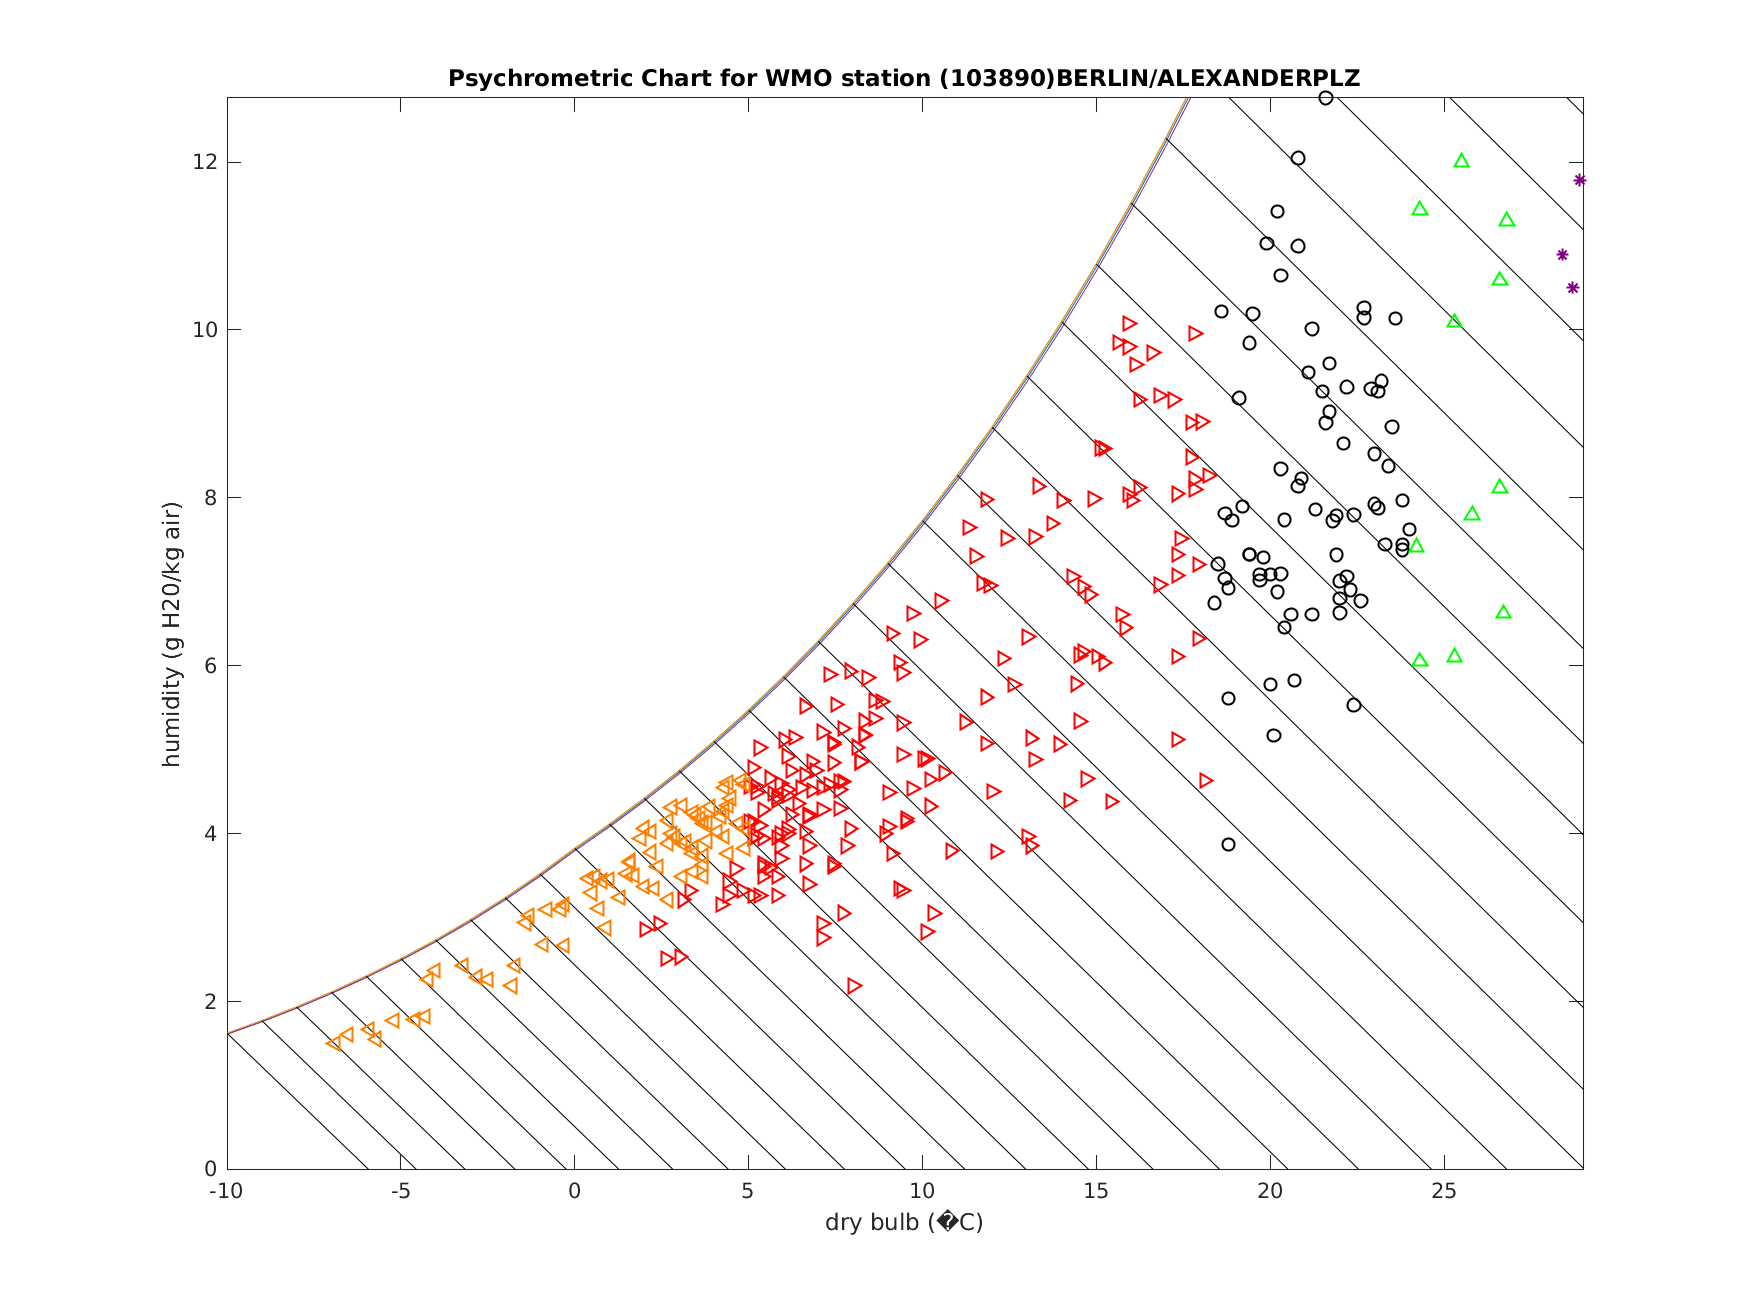 Psychrometric Chart for WMO station (103890)BERLIN/ALEXANDERPLZ
12
10
8
6
4
2
0
humidity (g H20/kg air)
-10 -5 0 5 10 15 20 25
dry bulb (�C)